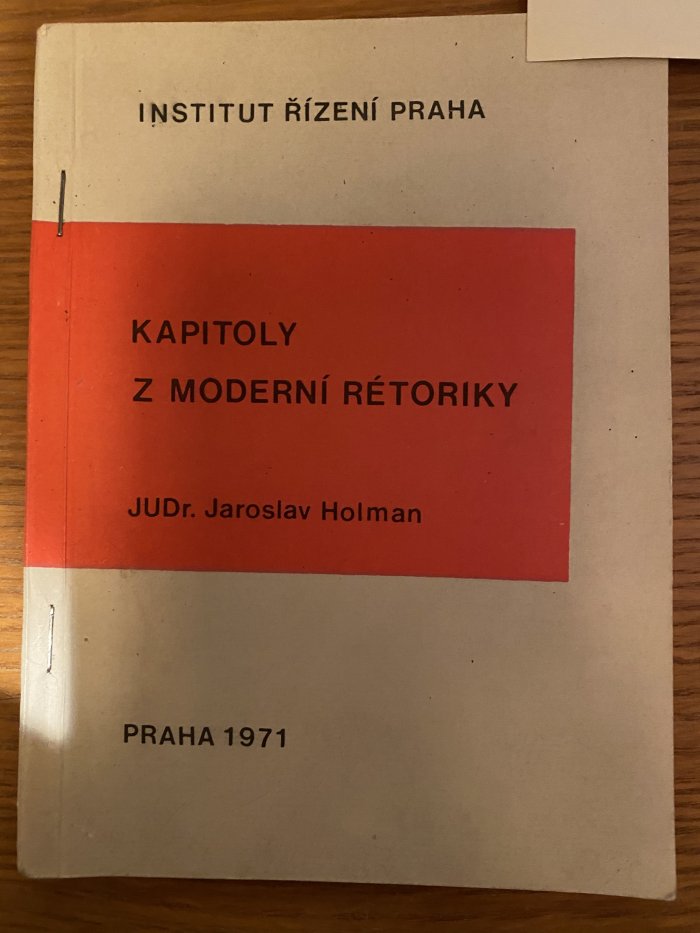 INSTITUT ŘÍZENÍ PRAHA
KAPITOLY
Z MODERNÍ RÉTORIKY
JUDr. Jaroslav Holman
PRAHA 1971